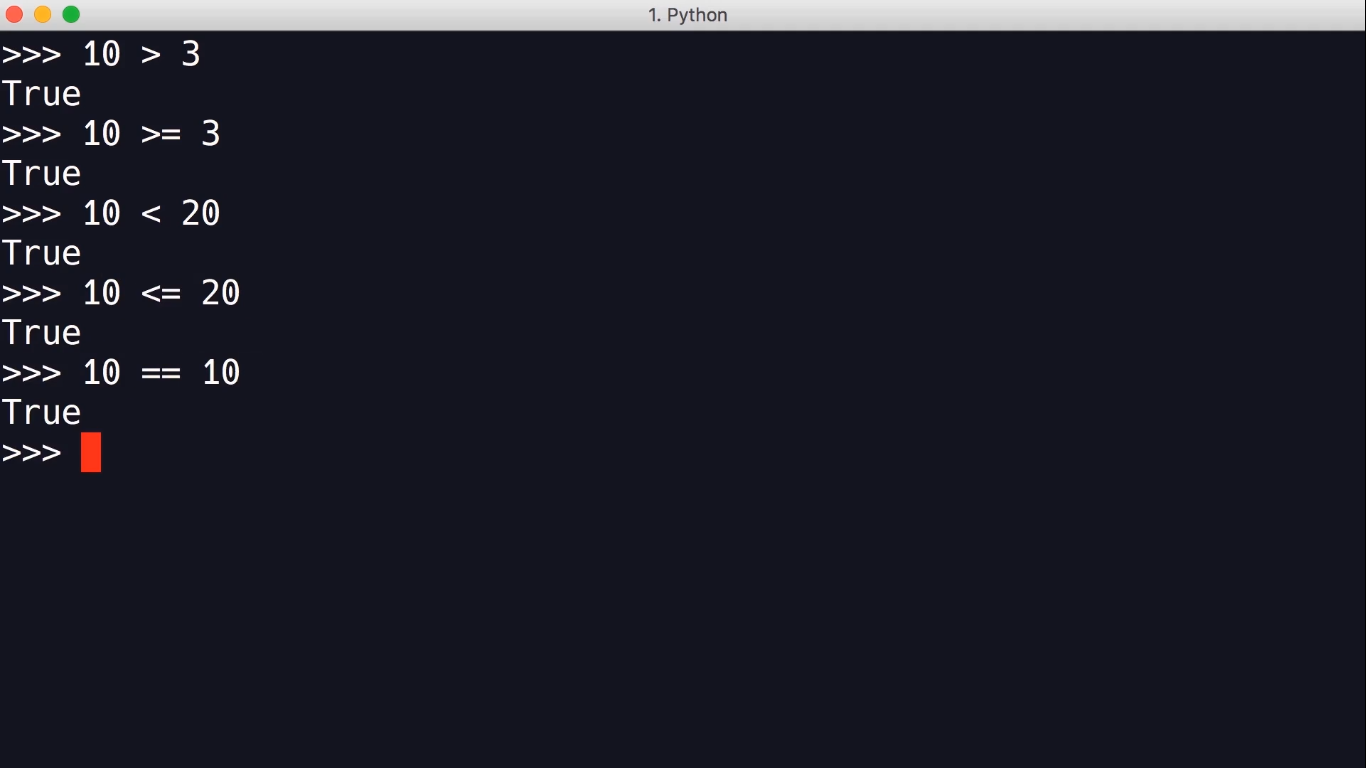 1. Python
>>> 10 > 3
True
>>> 10 >= 3
True
>>> 10 < 20
True
>>> 10 <= 20
True
>>> 10 == 10
True
>>>